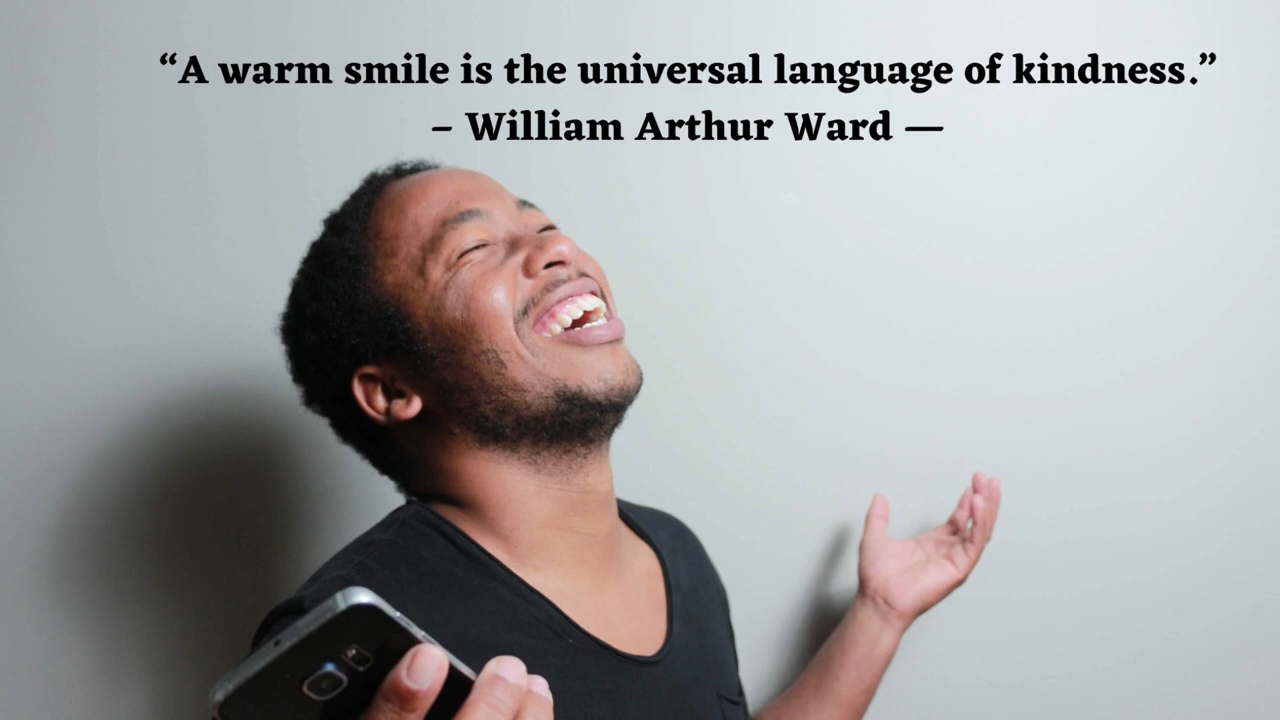 “A warm smile is the universal language of kindness.”
– William Arthur Ward —